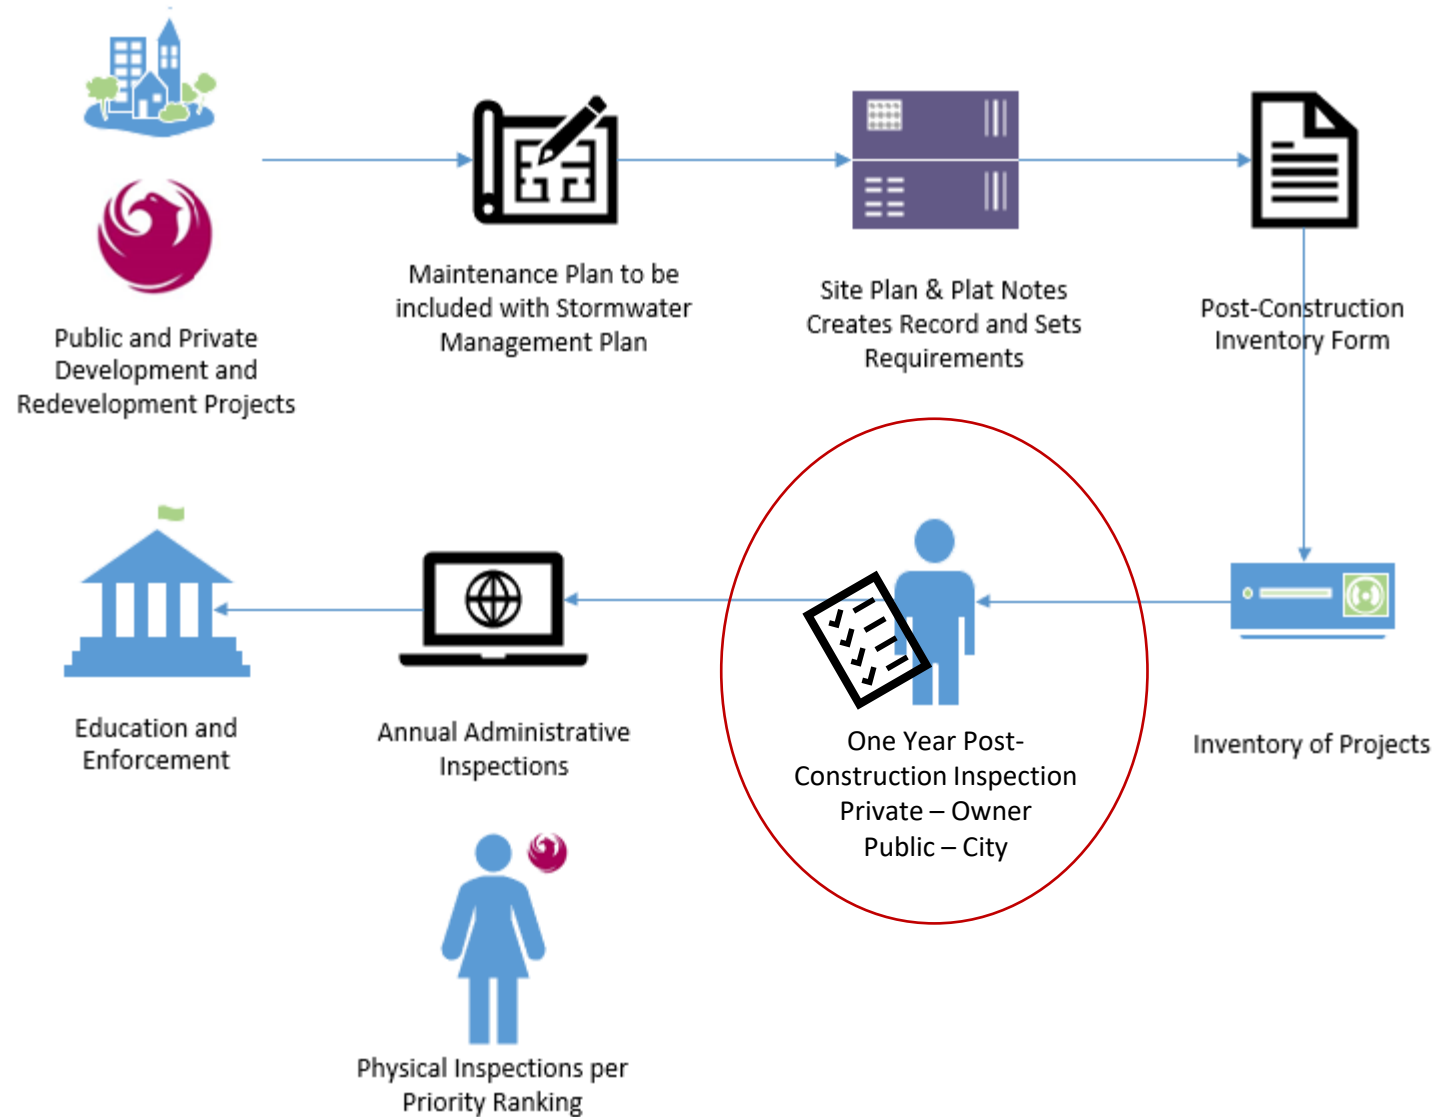 Public and Private
Development and
Redevelopment Projects
Maintenance Plan to be
included with Stormwater
Management Plan
Site Plan & Plat Notes
Creates Record and Sets
Requirements
Post-Construction
Inventory Form
Education and
Enforcement
Annual Administrative
Inspections
One Year Post-
Construction Inspection
Private – Owner
Public – City
Inventory of Projects
Physical Inspections per
Priority Ranking